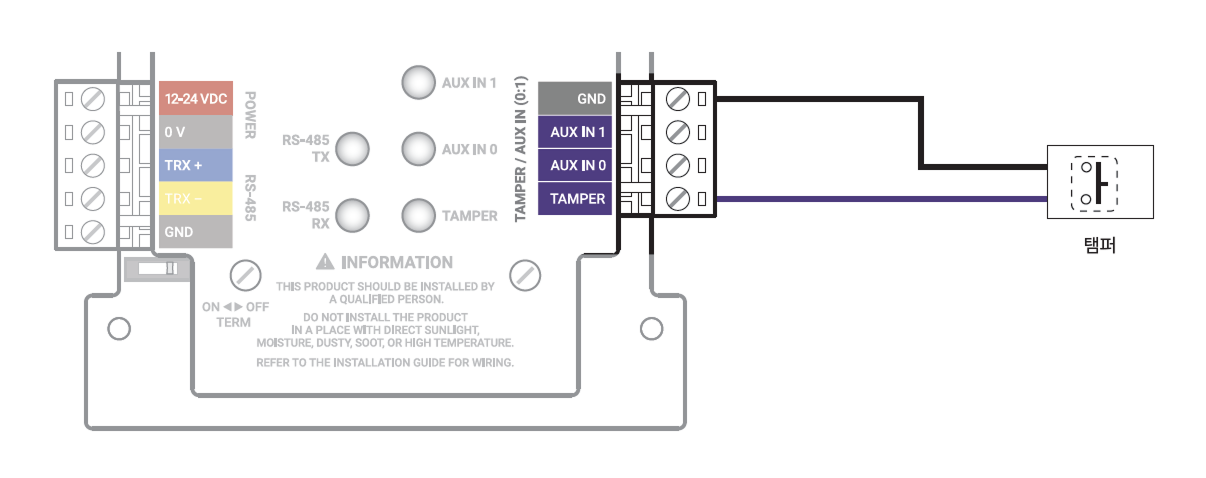 12-24 VDC
0 V
TRX +
TRX –
GND
POWER
RS-485
RS-485
TX
RS-485
RX
AUX IN 1
AUX IN 0
TAMPER
TAMPER / AUX IN (0:1)
GND
AUX IN 1
AUX IN 0
TAMPER
탬퍼
ON ◀ ▶ OFF
TERM
INFORMATION
THIS PRODUCT SHOULD BE INSTALLED BY
A QUALIFIED PERSON.
DO NOT INSTALL THE PRODUCT
IN A PLACE WITH DIRECT SUNLIGHT,
MOISTURE, DUSTY, SOOT, OR HIGH TEMPERATURE.
REFER TO THE INSTALLATION GUIDE FOR WIRING.